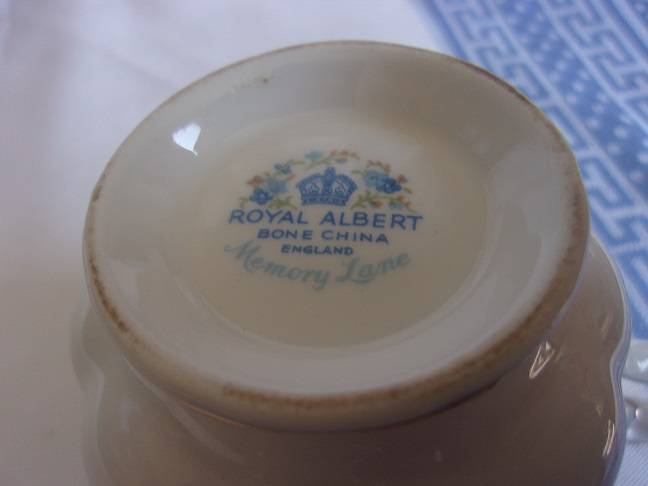 ROYAL ALBERT
BONE CHINA
ENGLAND
Memory Lane